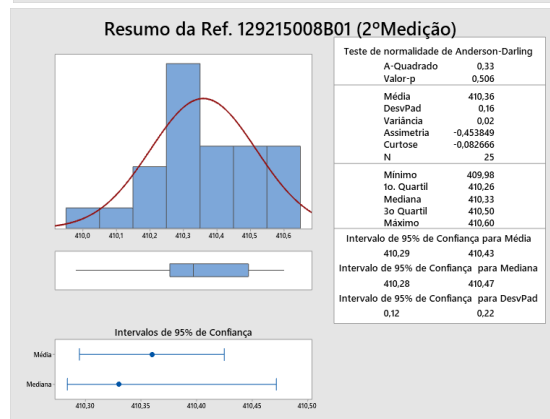 Resumo da Ref. 129215008B01 (2ºMedição)
410,0 410,1 410,2 410,3 410,4 410,5 410,6
Teste de normalidade de Anderson-Darling
A-Quadrado 0,33
Valor-p 0,506
Média 410,36
DesvPad 0,16
Variância 0,02
Assimetria -0,453849
Curtose -0,082666
N 25
Mínimo 409,98
1o. Quartil 410,26
Mediana 410,33
3o Quartil 410,50
Máximo 410,60
Intervalo de 95% de Confiança para Média
410,29 410,43
Intervalo de 95% de Confiança para Mediana
410,28 410,47
Intervalo de 95% de Confiança para DesvPad
0,12 0,22
Intervalos de 95% de Confiança
Média
Mediana
410,30 410,35 410,40 410,45 410,50